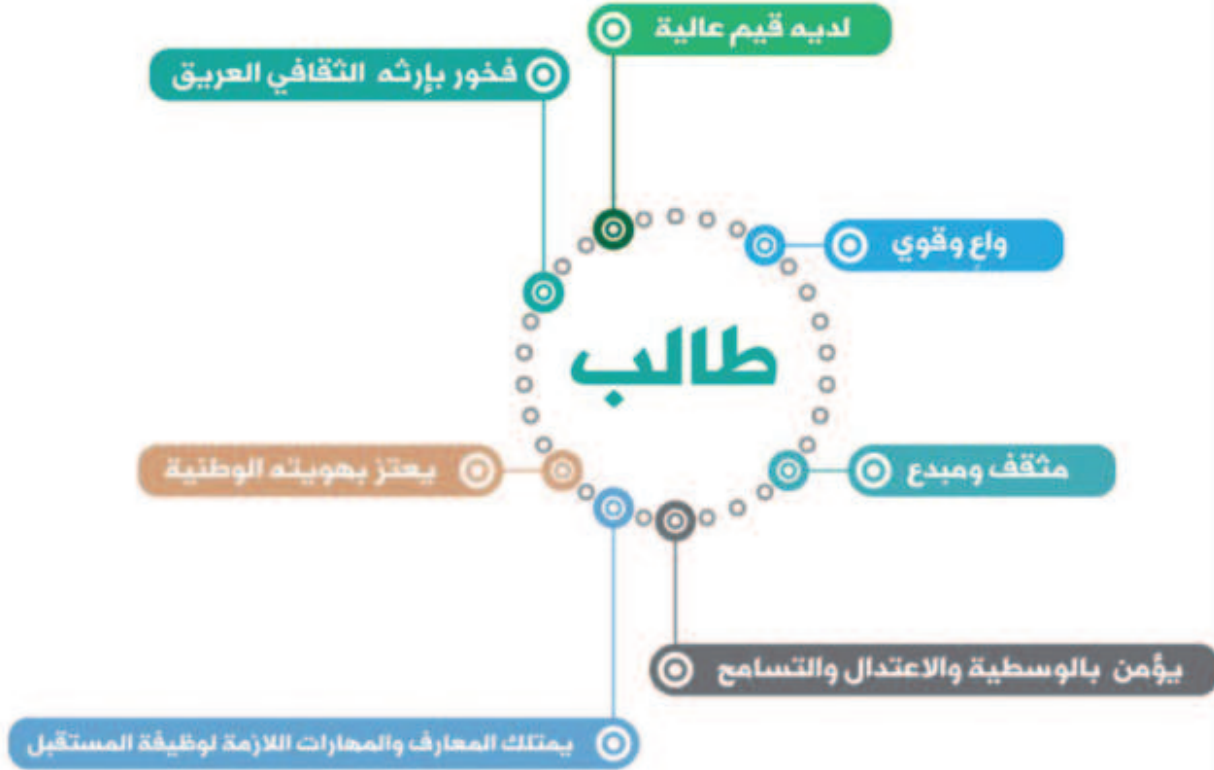 لديه قيم عالية
فخور بإرثه الثقافي العريق
واعٍ وقوي
طالب
مثقف ومبدع
يعتز بهويته الوطنية
يؤمن بالوسطية والاعتدال والتسامح
يمتلك المعارف والمهارات اللازمة لوظيفة المستقبل